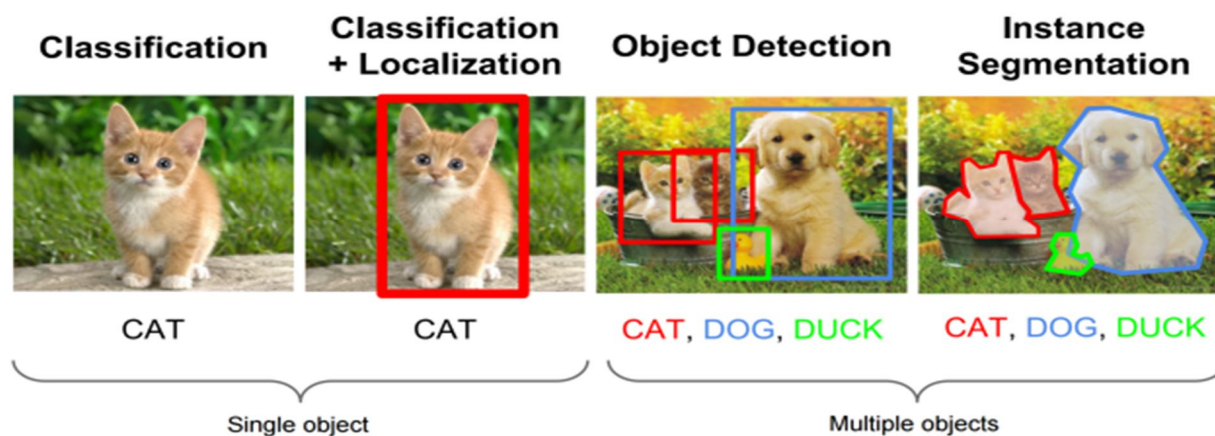 Classification
Classification
+ Localization
Object Detection
Instance
Segmentation
CAT
CAT
CAT, DOG, DUCK
CAT, DOG, DUCK
Single object
Multiple objects